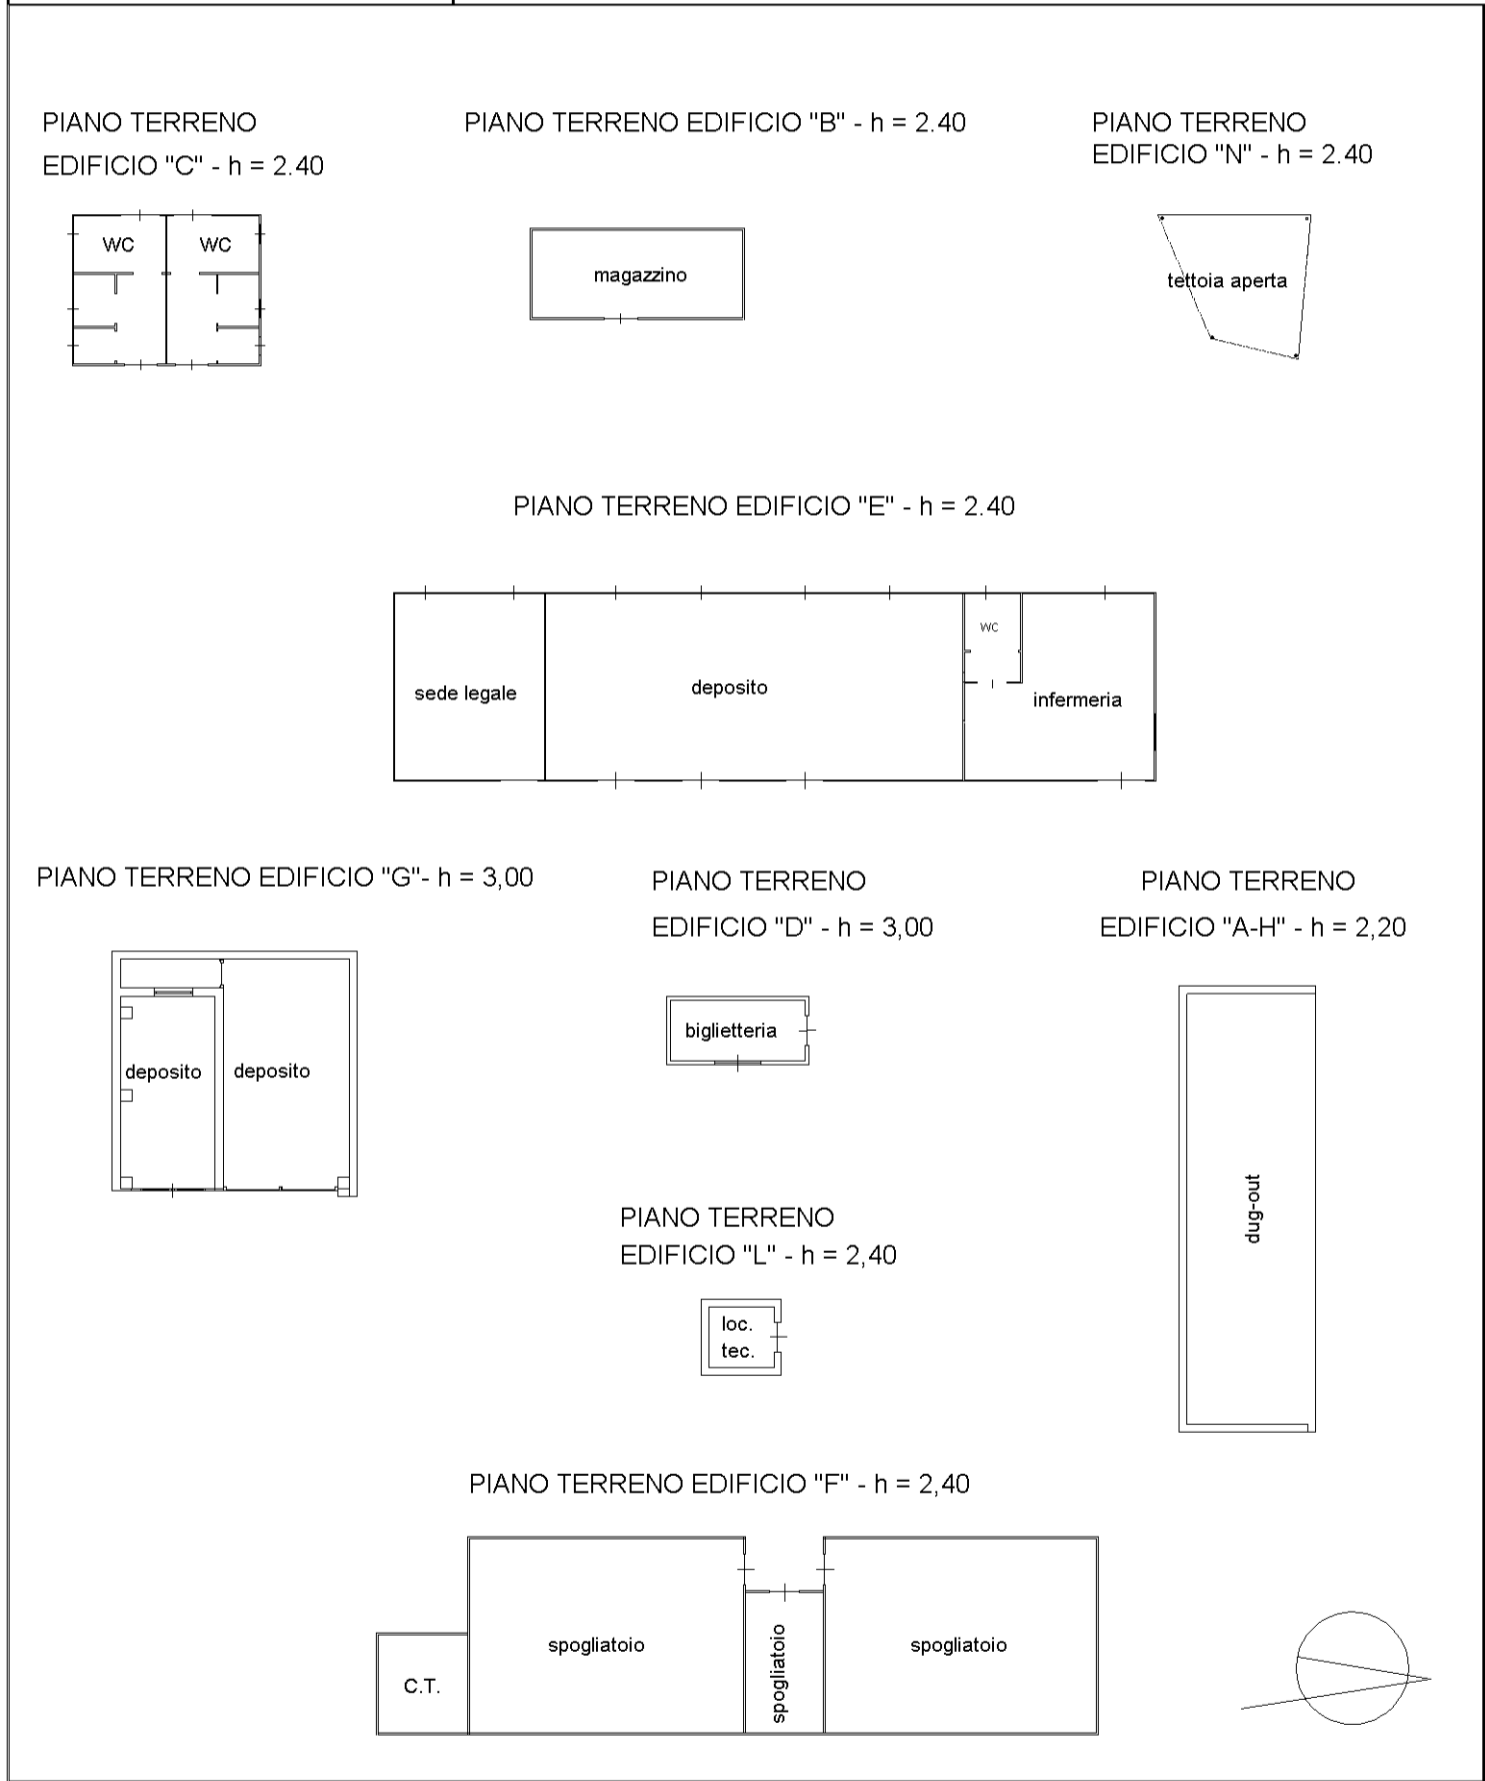 PIANO TERRENO
EDIFICIO "C" - h = 2.40
WC
WC
PIANO TERRENO EDIFICIO "B" - h = 2.40
magazzino
PIANO TERRENO
EDIFICIO "N" - h = 2.40
tettoia aperta
PIANO TERRENO EDIFICIO "E" - h = 2.40
sede legale
deposito
WC
infermeria
PIANO TERRENO EDIFICIO "G"- h = 3,00
deposito
deposito
PIANO TERRENO
EDIFICIO "D" - h = 3,00
biglietteria
PIANO TERRENO
EDIFICIO "A-H" - h = 2,20
dug-out
PIANO TERRENO
EDIFICIO "L" - h = 2,40
loc.
tec.
PIANO TERRENO EDIFICIO "F" - h = 2,40
C.T.
spogliatoio
spogliatoio
spogliatoio